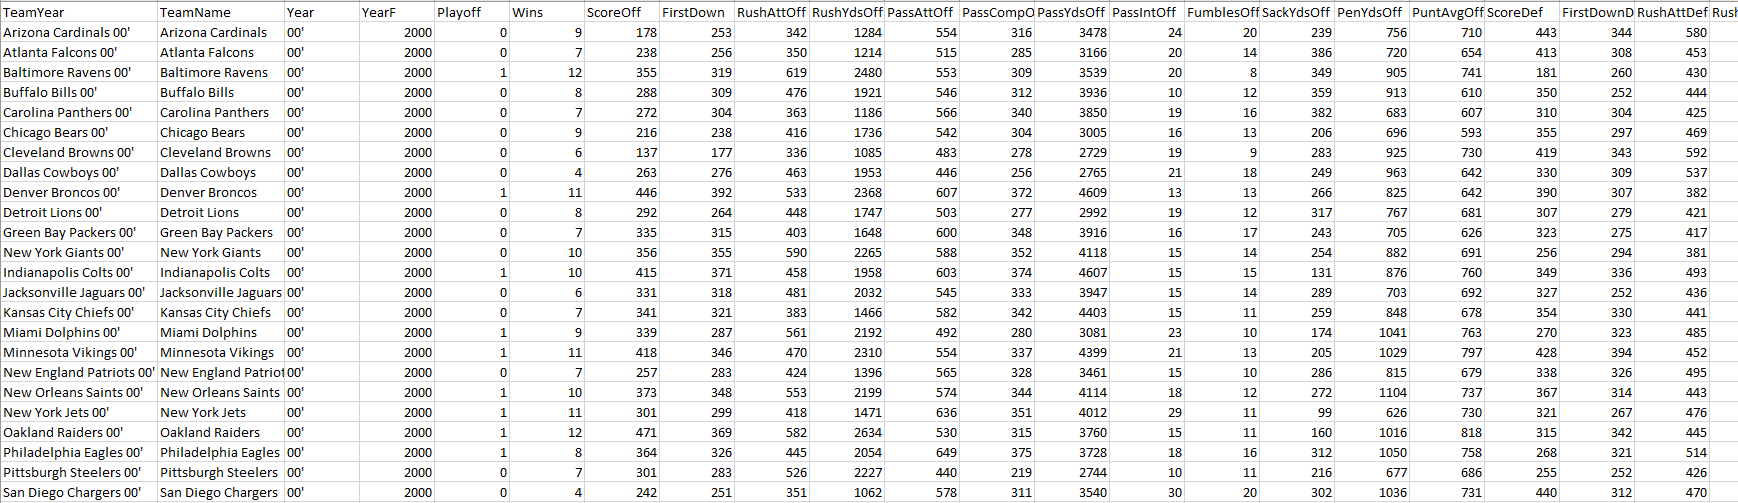 TeamYear TeamName Year YearF Playoff Wins ScoreOff FirstDown RushAttOff RushYdsOff PassAttOff PassCompO PassYdsOff PassIntOff FumblesOff SackYdsOff PenYdsOff PuntAvgOff ScoreDef FirstDownD RushAttDef Rush
Arizona Cardinals 00' Arizona Cardinals 00' 2000 0 9 178 253 342 1284 554 316 3478 24 20 239 756 710 443 344 580
Atlanta Falcons 00' Atlanta Falcons 00' 2000 0 7 238 256 350 1214 515 285 3166 20 14 386 720 654 413 308 453
Baltimore Ravens 00' Baltimore Ravens 00' 2000 1 12 355 319 619 2480 553 309 3539 20 8 349 905 741 181 260 430
Buffalo Bills 00' Buffalo Bills 00' 2000 0 8 288 309 476 1921 546 312 3936 10 12 359 913 610 350 252 444
Carolina Panthers 00' Carolina Panthers 00' 2000 0 7 272 304 363 1186 566 340 3850 19 16 382 683 607 310 304 425
Chicago Bears 00' Chicago Bears 00' 2000 0 9 216 238 416 1736 542 304 3005 16 13 206 696 593 355 297 469
Cleveland Browns 00' Cleveland Browns 00' 2000 0 6 137 177 336 1085 483 278 2729 19 9 283 925 730 419 343 592
Dallas Cowboys 00' Dallas Cowboys 00' 2000 0 4 263 276 463 1953 446 256 2765 21 18 249 963 642 330 309 537
Denver Broncos 00' Denver Broncos 00' 2000 1 11 446 392 533 2368 607 372 4609 13 13 266 825 642 390 307 382
Detroit Lions 00' Detroit Lions 00' 2000 0 8 292 264 448 1747 503 277 2992 19 12 317 767 681 307 279 421
Green Bay Packers 00' Green Bay Packers 00' 2000 0 7 335 315 403 1648 600 348 3916 16 17 243 705 626 323 275 417
New York Giants 00' New York Giants 00' 2000 0 10 356 355 590 2265 588 352 4118 15 14 254 882 691 256 294 381
Indianapolis Colts 00' Indianapolis Colts 00' 2000 1 10 415 371 458 1958 603 374 4607 15 15 131 876 760 349 336 493
Jacksonville Jaguars 00' Jacksonville Jaguars 00' 2000 0 6 331 318 481 2032 545 333 3947 15 14 289 703 692 327 252 436
Kansas City Chiefs 00' Kansas City Chiefs 00' 2000 0 7 341 321 383 1466 582 342 4403 15 11 259 848 678 354 330 441
Miami Dolphins 00' Miami Dolphins 00' 2000 1 9 339 287 561 2192 492 280 3081 23 10 174 1041 763 270 323 485
Minnesota Vikings 00' Minnesota Vikings 00' 2000 1 11 418 346 470 2310 554 337 4399 21 13 205 1029 797 428 394 452
New England Patriots 00' New England Patriot 00' 2000 0 7 257 283 424 1396 565 328 3461 15 10 286 815 679 338 326 495
New Orleans Saints 00' New Orleans Saints 00' 2000 1 10 373 348 553 2199 574 344 4114 18 12 272 1104 737 367 314 443
New York Jets 00' New York Jets 00' 2000 1 11 301 299 418 1471 636 351 4012 29 11 99 626 730 321 267 476
Oakland Raiders 00' Oakland Raiders 00' 2000 1 12 471 369 582 2634 530 315 3760 15 11 160 1016 818 315 342 445
Philadelphia Eagles 00' Philadelphia Eagles 00' 2000 1 8 364 326 445 2054 649 375 3728 18 16 312 1050 758 268 321 514
Pittsburgh Steelers 00' Pittsburgh Steelers 00' 2000 0 7 301 283 526 2227 440 219 2744 10 11 216 677 686 255 252 426
San Diego Chargers 00' San Diego Chargers 00' 2000 0 4 242 251 351 1062 578 311 3540 30 20 302 1036 731 440 312 470